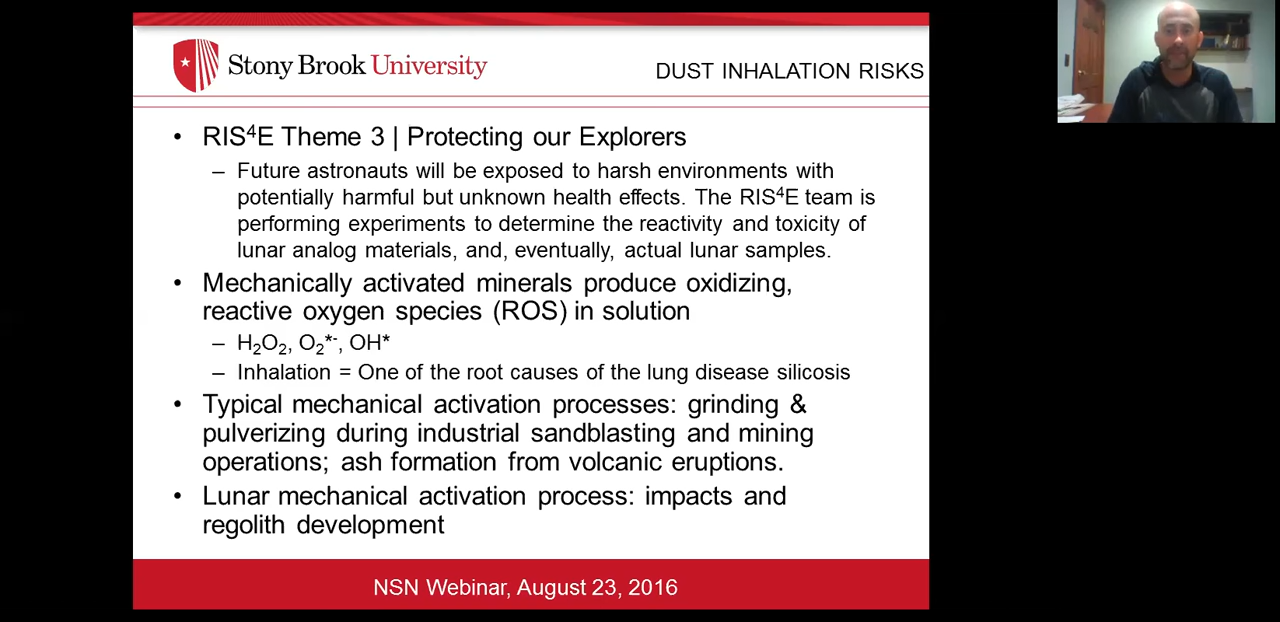 Stony Brook University
DUST INHALATION RISKS
• RIS⁴E Theme 3 | Protecting our Explorers
– Future astronauts will be exposed to harsh environments with
potentially harmful but unknown health effects. The RIS⁴E team is
performing experiments to determine the reactivity and toxicity of
lunar analog materials, and, eventually, actual lunar samples.
• Mechanically activated minerals produce oxidizing,
reactive oxygen species (ROS) in solution
– H₂O₂, O₂*⁻, OH*
– Inhalation = One of the root causes of the lung disease silicosis
• Typical mechanical activation processes: grinding &
pulverizing during industrial sandblasting and mining
operations; ash formation from volcanic eruptions.
• Lunar mechanical activation process: impacts and
regolith development
NSN Webinar, August 23, 2016